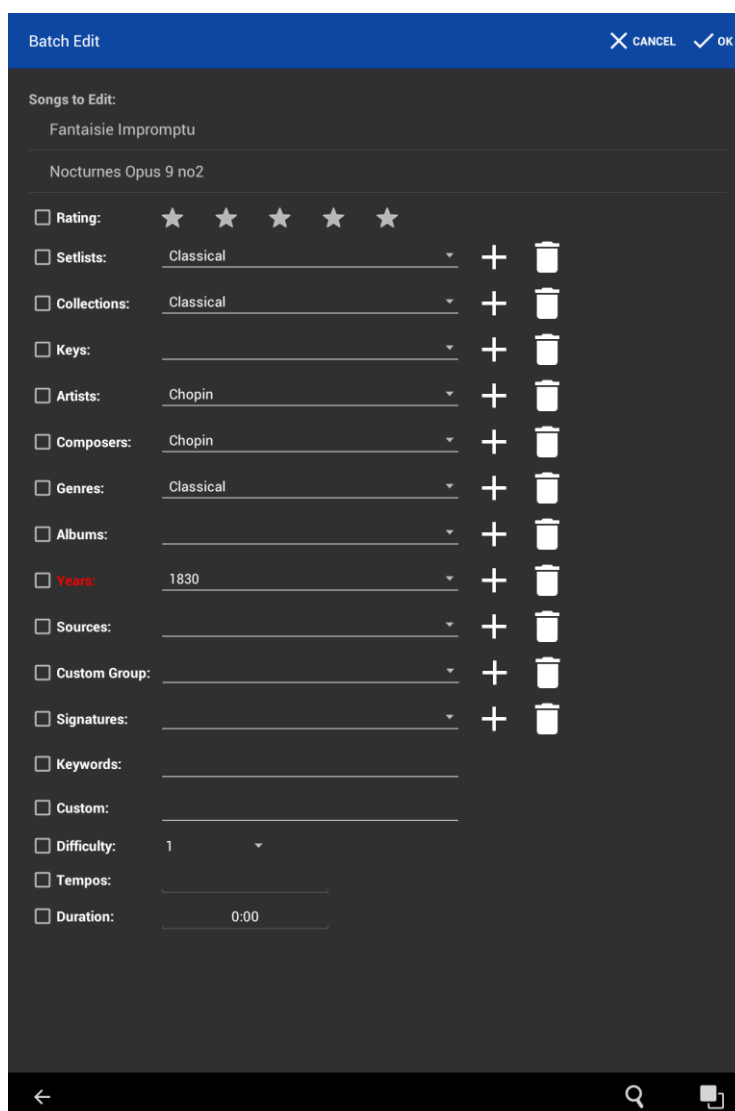 Batch Edit CANCEL OK
Songs to Edit:
Fantaisie Impromptu
Nocturnes Opus 9 no2
Rating:
Setlists: Classical
Collections: Classical
Keys:
Artists: Chopin
Composers: Chopin
Genres: Classical
Albums:
Years: 1830
Sources:
Custom Group:
Signatures:
Keywords:
Custom:
Difficulty: 1
Tempos:
Duration: 0:00